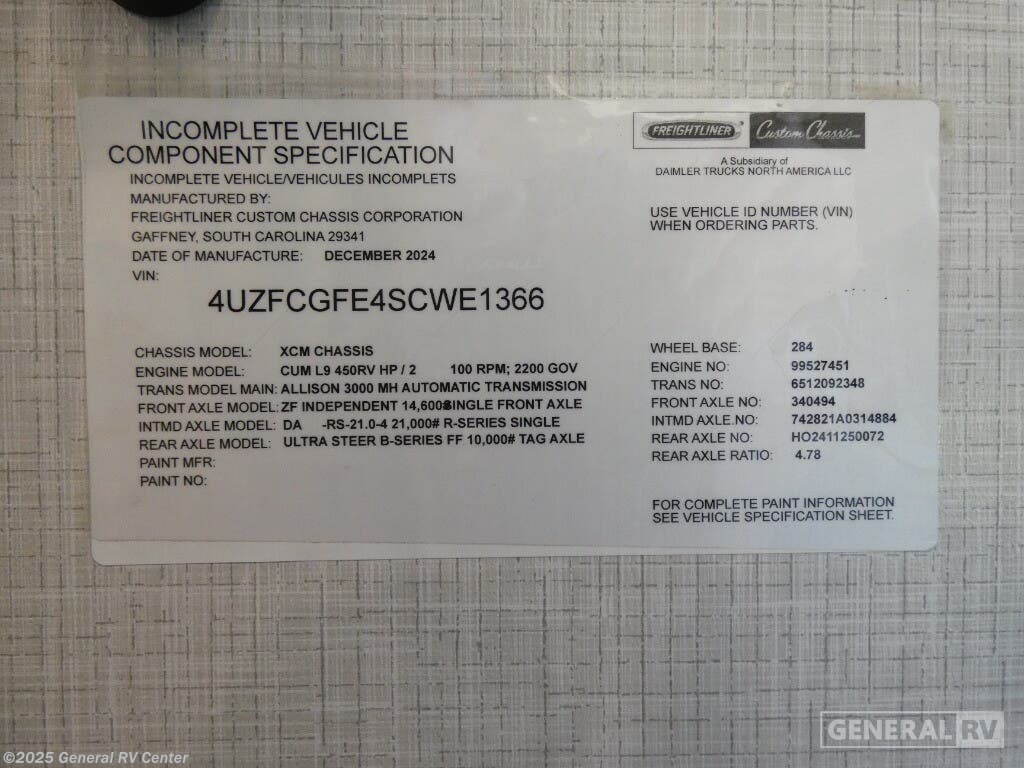 INCOMPLETE VEHICLE
COMPONENT SPECIFICATION
INCOMPLETE VEHICLE/VEHICULES INCOMPLETS
MANUFACTURED BY:
FREIGHTLINER CUSTOM CHASSIS CORPORATION
GAFFNEY, SOUTH CAROLINA 29341
DATE OF MANUFACTURE: DECEMBER 2024
VIN:
4UZFCGFE4SCWE1366
FREIGHTLINER Custom Chassis
A Subsidiary of
DAIMLER TRUCKS NORTH AMERICA LLC
USE VEHICLE ID NUMBER (VIN)
WHEN ORDERING PARTS.
CHASSIS MODEL: XCM CHASSIS
ENGINE MODEL: CUM L9 450RV HP / 2 100 RPM; 2200 GOV
TRANS MODEL MAIN: ALLISON 3000 MH AUTOMATIC TRANSMISSION
FRONT AXLE MODEL: ZF INDEPENDENT 14,600# SINGLE FRONT AXLE
INTMD AXLE MODEL: DA -RS-21.0-4 21,000# R-SERIES SINGLE
REAR AXLE MODEL: ULTRA STEER B-SERIES FF 10,000# TAG AXLE
PAINT MFR:
PAINT NO:
WHEEL BASE: 284
ENGINE NO: 99527451
TRANS NO: 6512092348
FRONT AXLE NO: 340494
INTMD AXLE.NO: 742821A0314884
REAR AXLE NO: HO2411250072
REAR AXLE RATIO: 4.78
FOR COMPLETE PAINT INFORMATION
SEE VEHICLE SPECIFICATION SHEET.
GENERAL RV
©2025 General RV Center